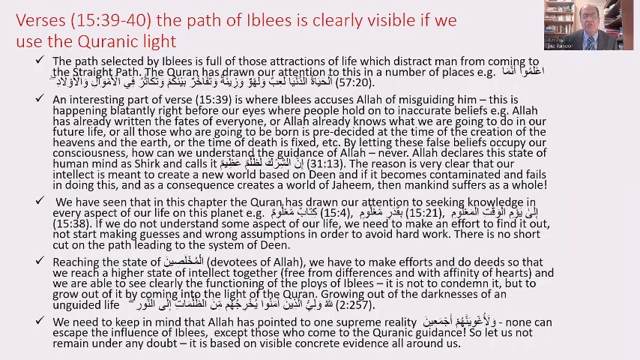 Verses (15:39-40) the path of Iblees is clearly visible if we
use the Quranic light
✓ The path selected by Iblees is full of those attractions of life which distract man from coming to
the Straight Path. The Quran has drawn our attention to this in a number of places e.g. اعْلَمُوا أَنَّمَا
الْحَيَاةُ الدُّنْيَا لَعِبٌ وَلَهْوٌ وَزِينَةٌ وَتَفَاخُرٌ بَيْنَكُمْ وَتَكَاثُرٌ فِي الْأَمْوَالِ وَالْأَوْلَادِ ۖ (57:20).
✓ An interesting part of verse (15:39) is where Iblees accuses Allah of misguiding him – this is
happening blatantly right before our eyes where people hold on to inaccurate beliefs e.g. Allah
has already written the fates of everyone, or Allah already knows what we are going to do in our
future life, or all those who are going to be born is pre-decided at the time of the creation of the
heavens and the earth, or the time of death is fixed, etc. By letting these false beliefs occupy our
consciousness, how can we understand the guidance of Allah – never. Allah declares this state of
human mind as Shirk and calls it إِنَّ الشِّرْكَ لَظُلْمٌ عَظِيمٌ (31:13). The reason is very clear that our
intellect is meant to create a new world based on Deen and if it becomes contaminated and fails
in doing this, and as a consequence creates a world of Jaheem, then mankind suffers as a whole!
✓ We have seen that in this chapter the Quran has drawn our attention to seeking knowledge in
every aspect of our life on this planet e.g. كِتَابٌ مَّعْلُومٌ (15:4), بِقَدَرٍ مَّعْلُومٍ (15:21), إِلَىٰ يَوْمِ الْوَقْتِ الْمَعْلُومِ
(15:38). If we do not understand some aspect of our life, we need to make an effort to find it out,
not start making guesses and wrong assumptions in order to avoid hard work. There is no short
cut on the path leading to the system of Deen.
✓ Reaching the state of الْمُخْلَصِينَ (devotees of Allah), we have to make efforts and do deeds so that
we reach a higher state of intellect together (free from differences and with affinity of hearts) and
we are able to see clearly the functioning of the ploys of Iblees – it is not to condemn it, but to
grow out of it by coming into the light of the Quran. Growing out of the darknesses of an
unguided life اللَّهُ وَلِيُّ الَّذِينَ آمَنُوا يُخْرِجُهُم مِّنَ الظُّلُمَاتِ إِلَى النُّورِ ۖ (2:257).
✓ We need to keep in mind that Allah has pointed to one supreme reality وَلَأُغْوِيَنَّهُمْ أَجْمَعِينَ - none can
escape the influence of Iblees, except those who come to the Quranic guidance! So let us not
remain under any doubt – it is based on visible concrete evidence all around us.